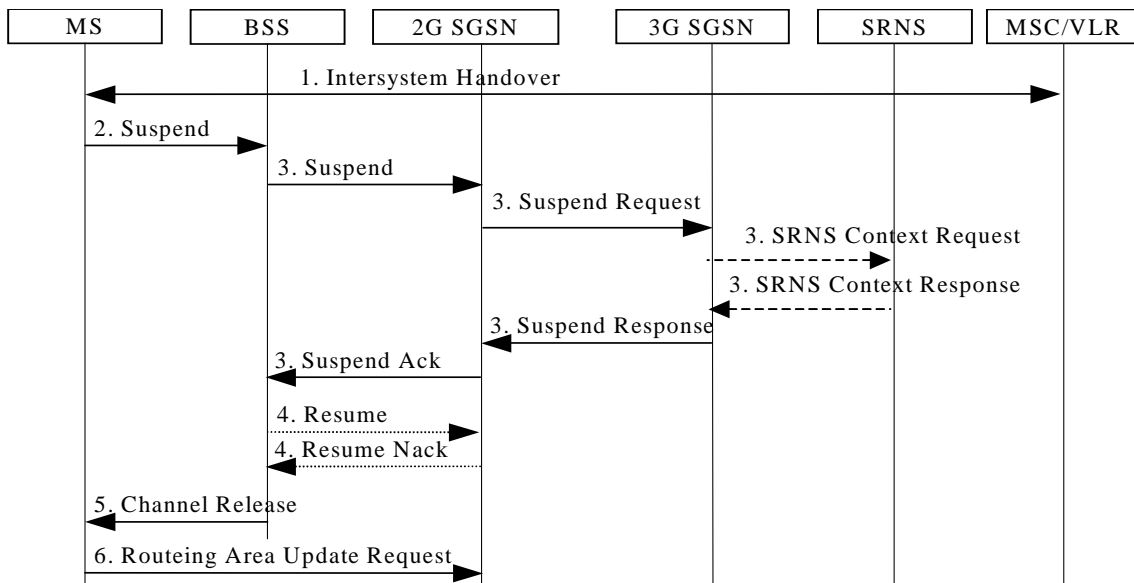 MS
BSS
2G SGSN
3G SGSN
SRNS
MSC/VLR
1. Intersystem Handover
2. Suspend
3. Suspend
3. Suspend Request
3. SRNS Context Request
3. SRNS Context Response
3. Suspend Response
3. Suspend Ack
4. Resume
4. Resume Nack
5. Channel Release
6. Routeing Area Update Request